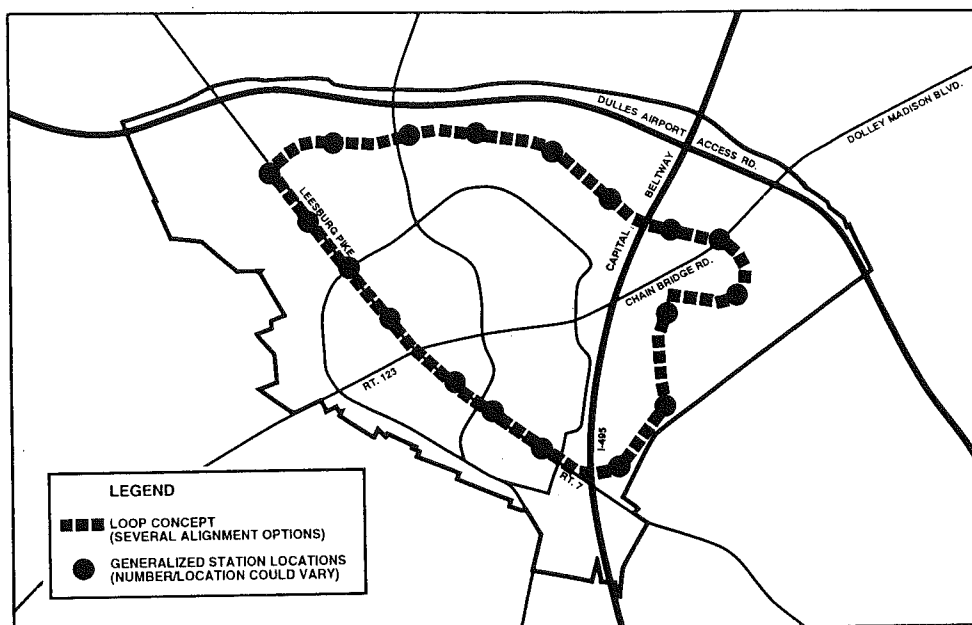 DULLES AIRPORT
ACCESS RD.
DOLLEY MADISON BLVD.
LEESBURG PIKE
CAPITAL BELTWAY
CHAIN BRIDGE RD.
RT. 123
I-495
RT. 7
LEGEND
LOOP CONCEPT
(SEVERAL ALIGNMENT OPTIONS)
GENERALIZED STATION LOCATIONS
(NUMBER/LOCATION COULD VARY)